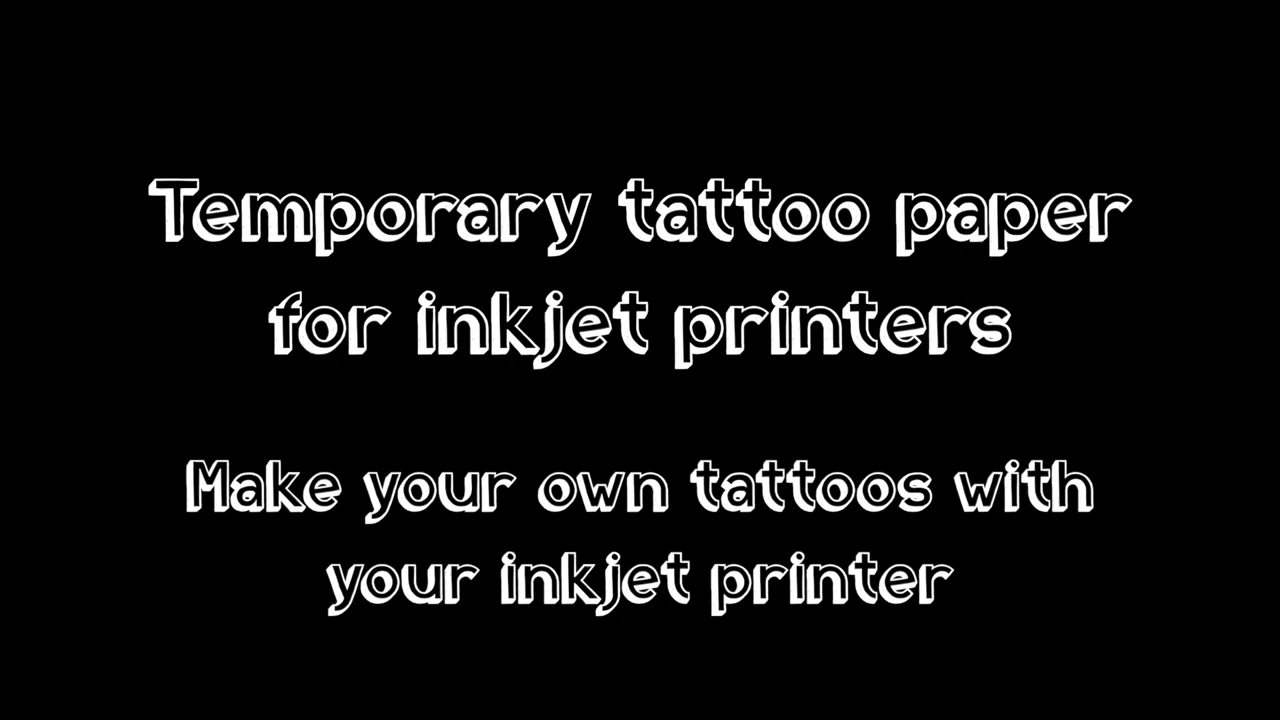 Temporary tattoo paper
for inkjet printers
Make your own tattoos with
your inkjet printer